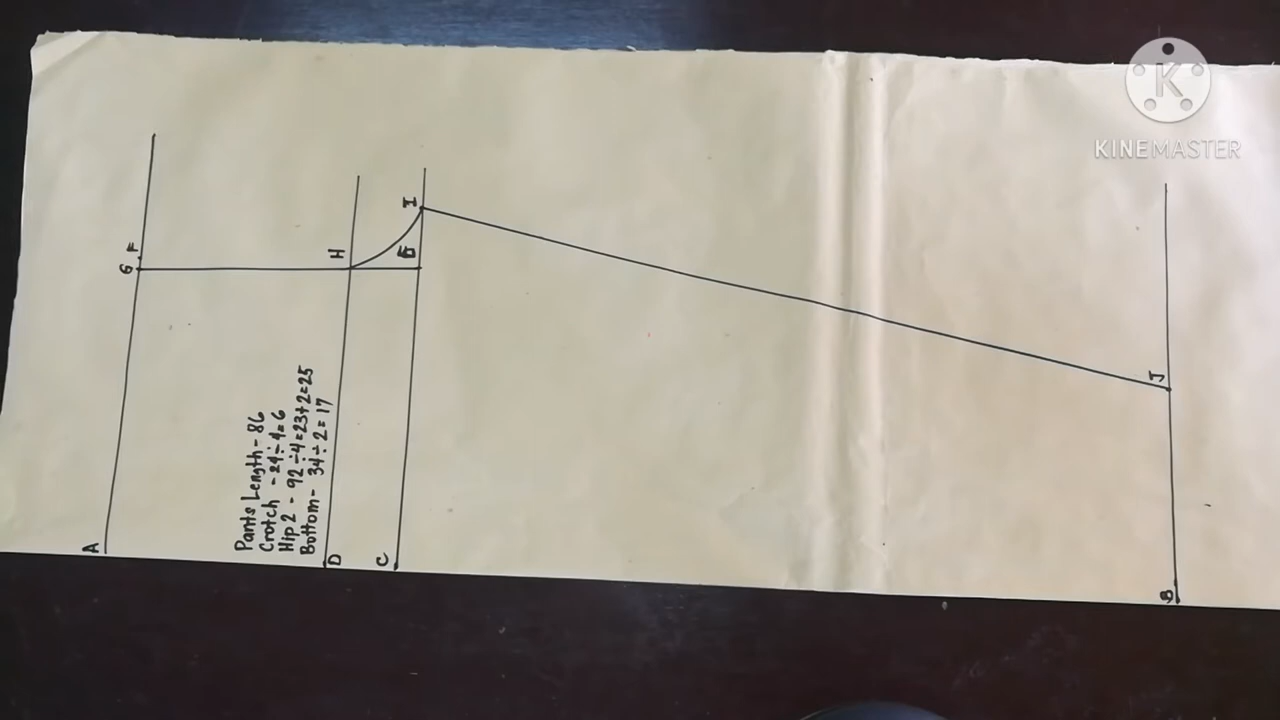 Pants Length - 86
Crotch - 24÷4=6
Hip 2 - 92÷4=23+2=25
Bottom - 34÷2=17
A
G
F
D
H
C
E
I
B
J
KINEMASTER